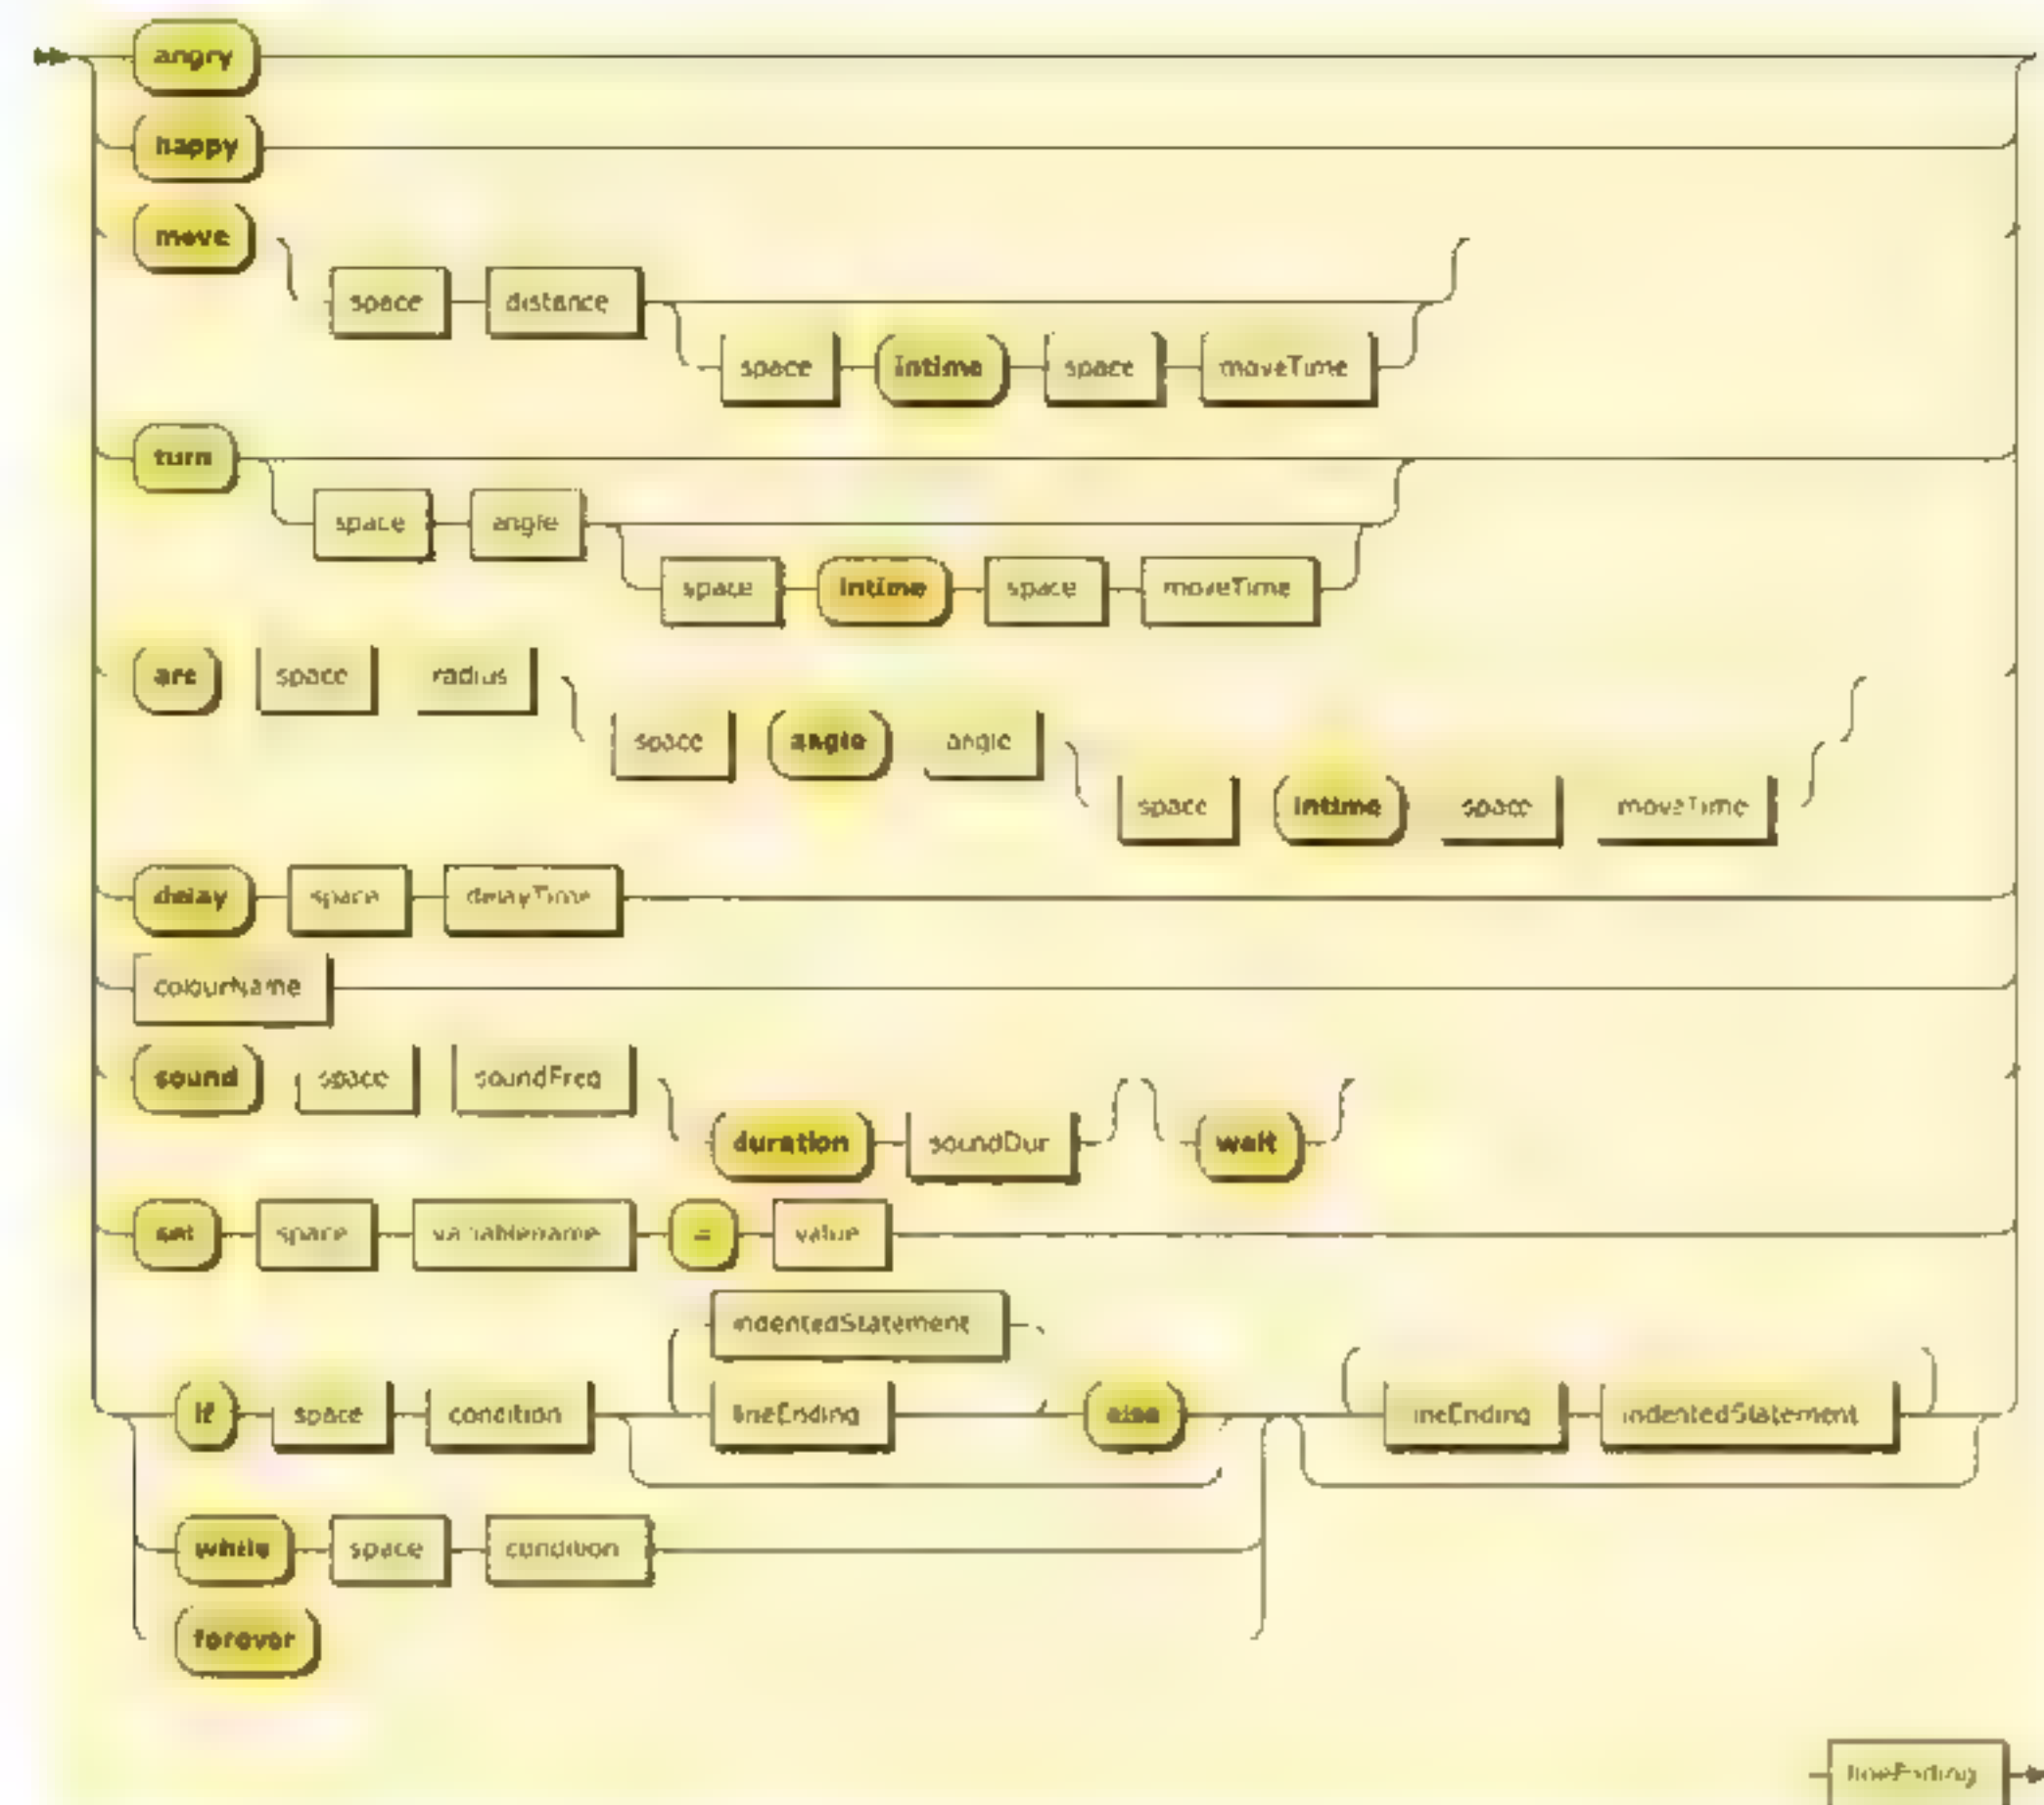 angry
happy
move
space distance
space intime space moveTime
turn
space angle
space intime space moveTime
arc space radius
space angle angle
space intime space moveTime
delay space delayTime
colourName
sound space soundFreq
duration soundDur wait
set space variablename = value
indentedStatement
if space condition lineEnding else lineEnding indentedStatement
while space condition
forever
lineEnding